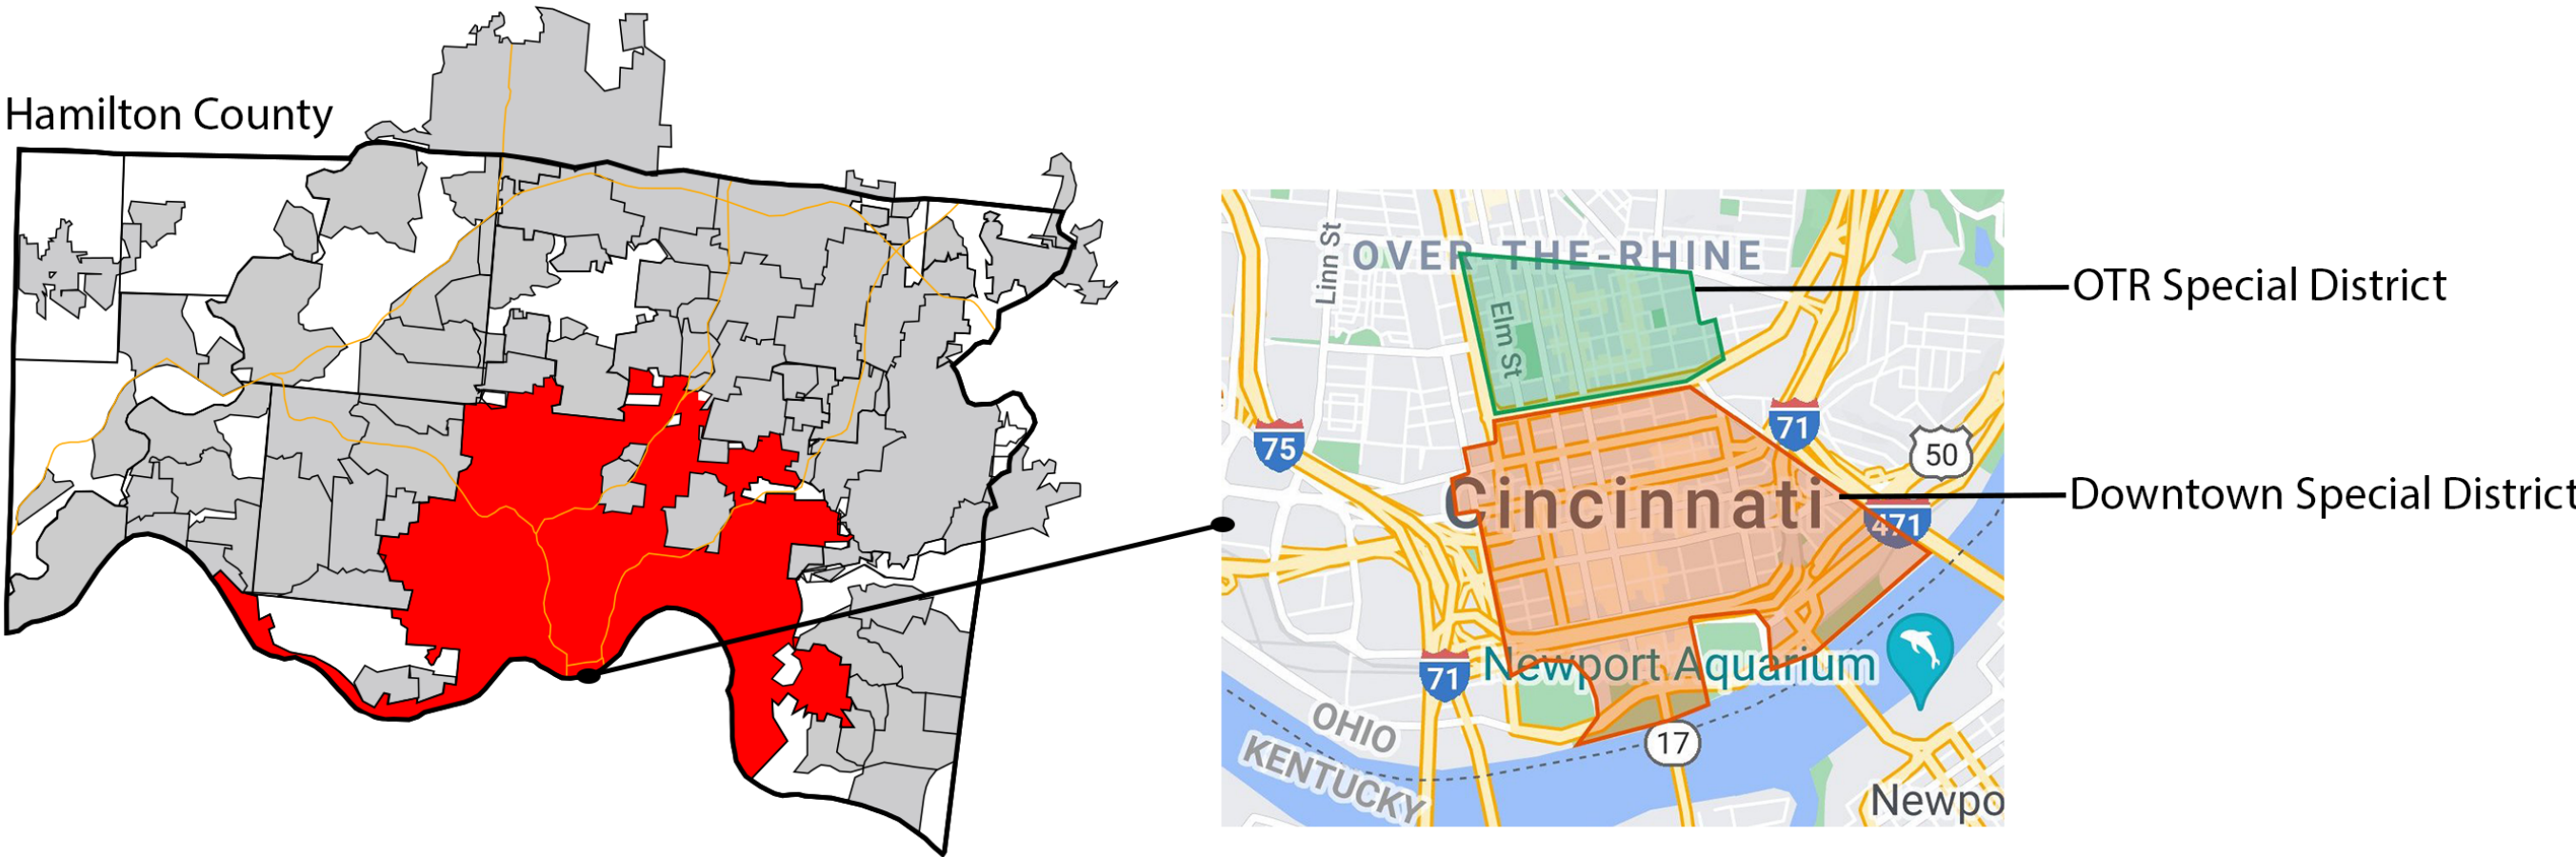 Hamilton County
Linn St
OVER-THE-RHINE
OTR Special District
Elm St
75
71
50
Cincinnati
Downtown Special District
471
Newport Aquarium
71
OHIO
17
KENTUCKY
Newpo